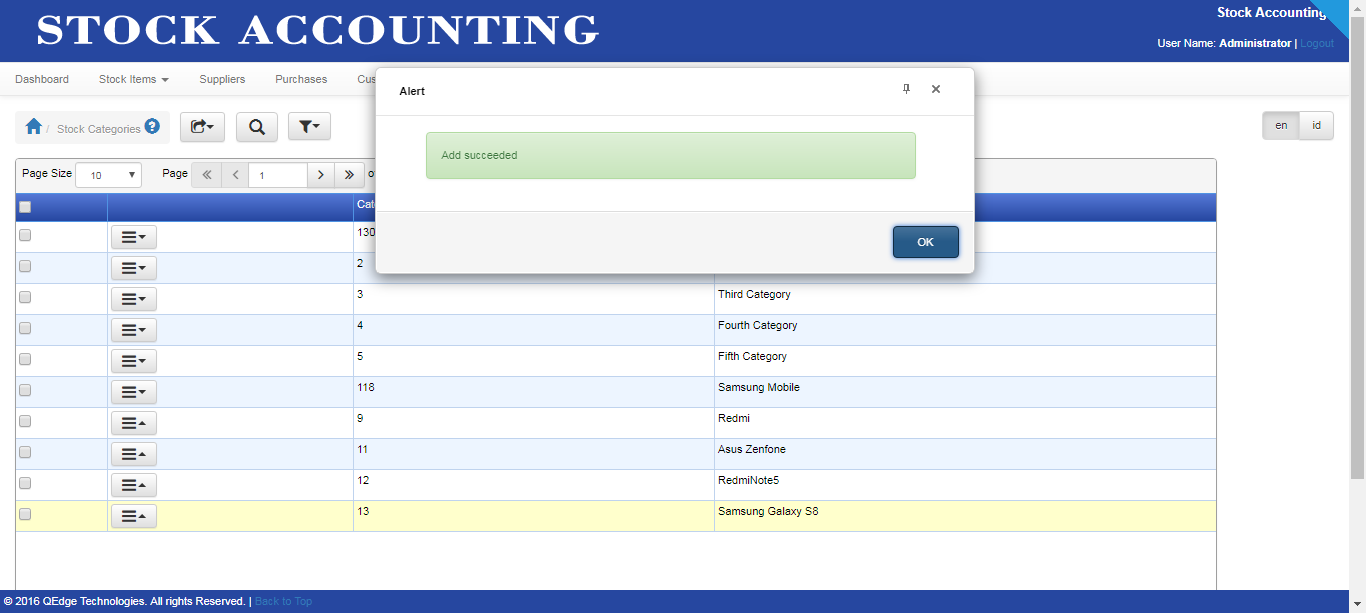 STOCK ACCOUNTING
Stock Accounting
User Name: Administrator | Logout
Dashboard Stock Items Suppliers Purchases Cus
Alert
Add succeeded
OK
/ Stock Categories
en id
Page Size 10 Page 1 o
Cat
130
2
3 Third Category
4 Fourth Category
5 Fifth Category
118 Samsung Mobile
9 Redmi
11 Asus Zenfone
12 RedmiNote5
13 Samsung Galaxy S8
© 2016 QEdge Technologies. All rights Reserved. | Back to Top